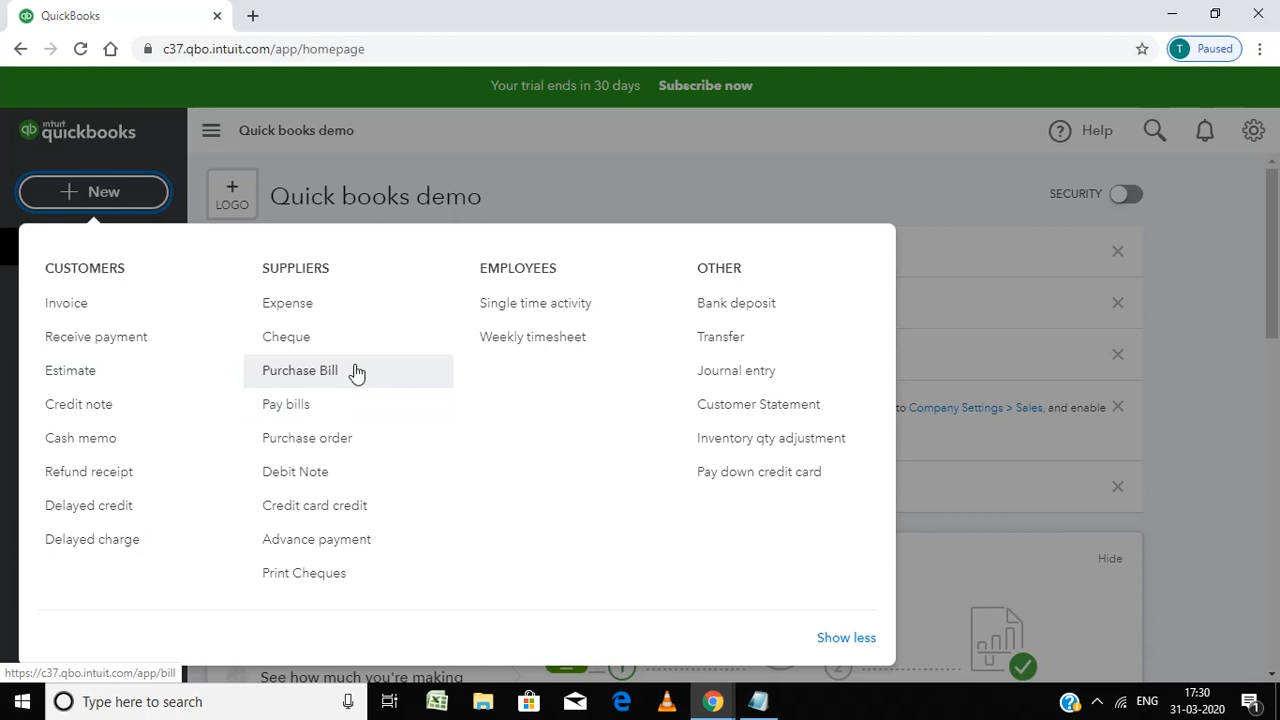 QuickBooks
c37.qbo.intuit.com/app/homepage
T Paused
Your trial ends in 30 days Subscribe now
qb intuit quickbooks
Quick books demo
Help
+ New
+ LOGO
Quick books demo
SECURITY
CUSTOMERS
Invoice
Receive payment
Estimate
Credit note
Cash memo
Refund receipt
Delayed credit
Delayed charge
SUPPLIERS
Expense
Cheque
Purchase Bill
Pay bills
Purchase order
Debit Note
Credit card credit
Advance payment
Print Cheques
EMPLOYEES
Single time activity
Weekly timesheet
OTHER
Bank deposit
Transfer
Journal entry
Customer Statement
Inventory qty adjustment
Pay down credit card
Show less
to Company Settings > Sales, and enable
Hide
https://c37.qbo.intuit.com/app/bill
See how much you're making
Type here to search
ENG
17:30
31-03-2020
1